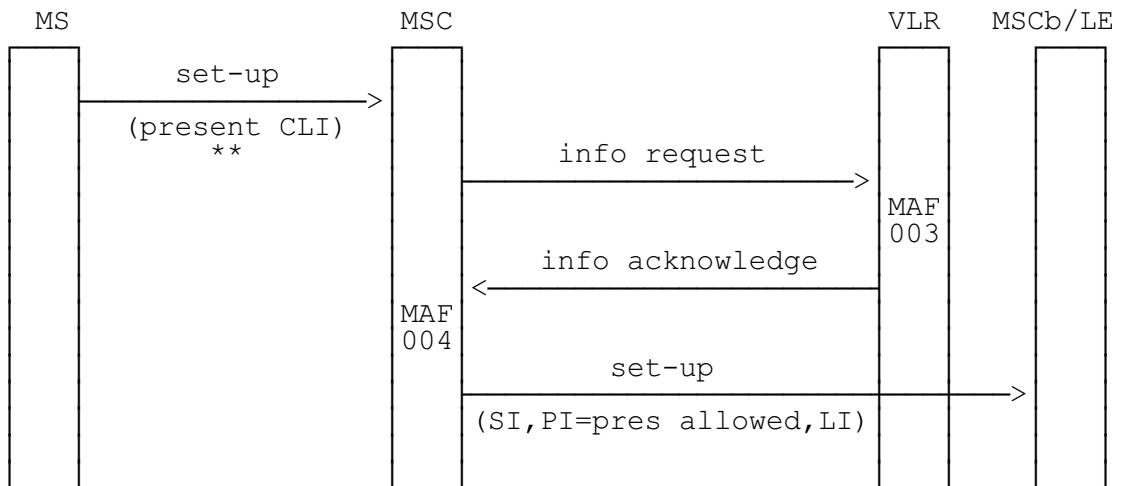 MS MSC VLR MSCb/LE
set-up
(present CLI)
**
info request
MAF
003
info acknowledge
MAF
004
set-up
(SI,PI=pres allowed,LI)